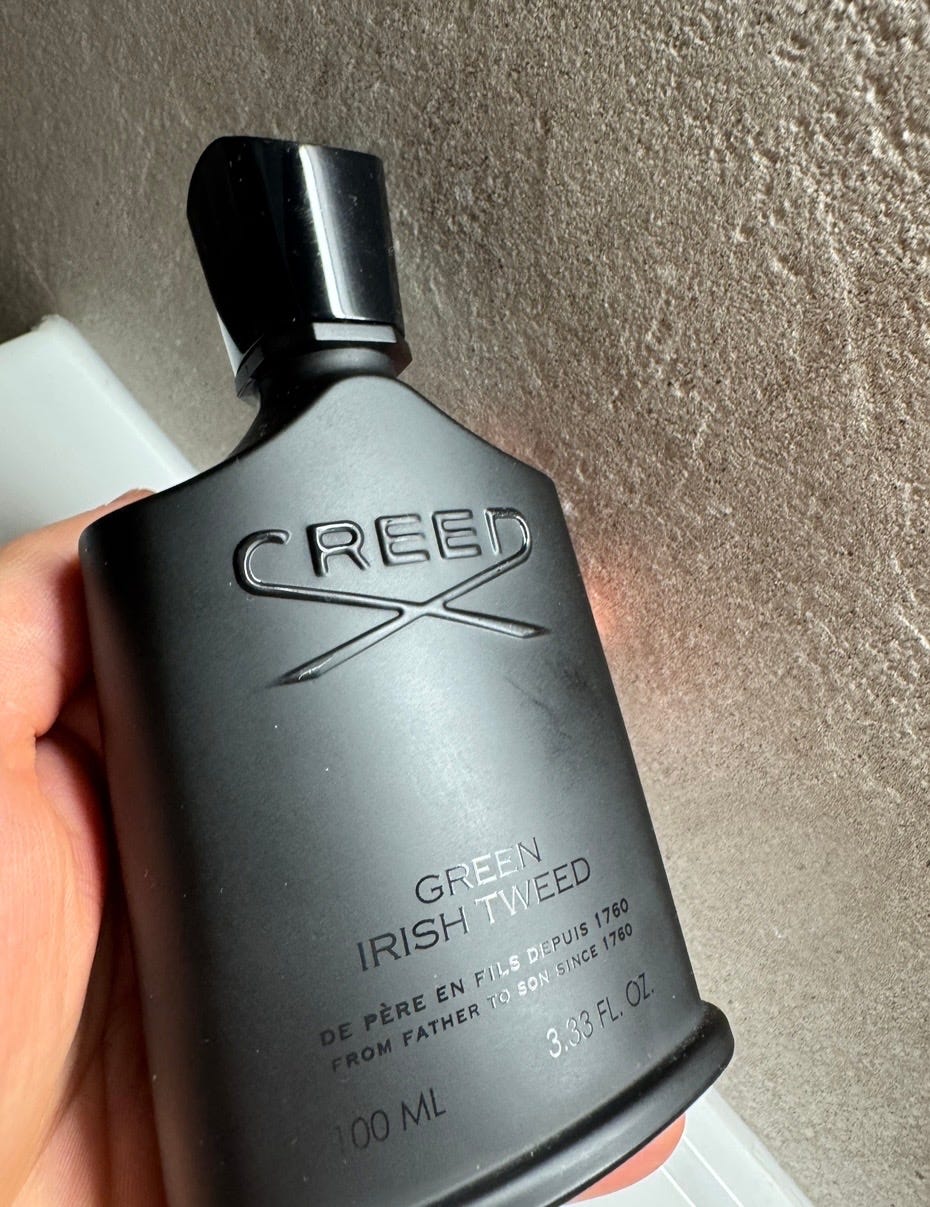 CREED
GREEN
IRISH TWEED
DE PÈRE EN FILS DEPUIS 1760
FROM FATHER TO SON SINCE 1760
3.33 FL. OZ.
100 ML